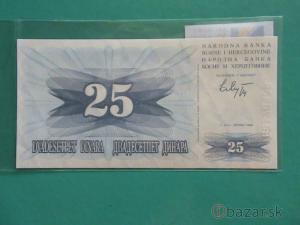 NARODNA BANKA
BOSNE I HERCEGOVINE
НАРОДНА БАНКА
БОСНЕ И ХЕРЦЕГОВИНЕ
25
DVADESETPET DINARA ДВАДЕСЕТПЕТ ДИНАРА
25
bazar.sk